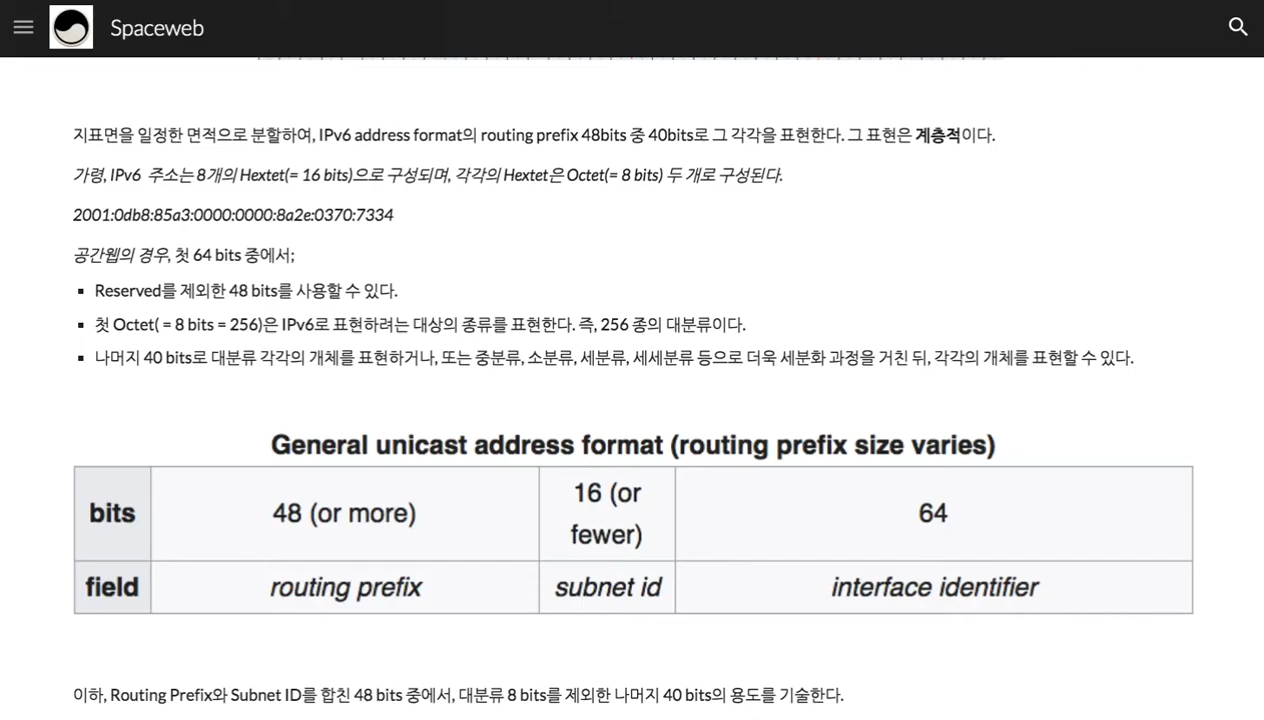 Spaceweb
지표면을 일정한 면적으로 분할하여, IPv6 address format의 routing prefix 48bits 중 40bits로 그 각각을 표현한다. 그 표현은 계층적이다.
가령, IPv6 주소는 8개의 Hextet(= 16 bits)으로 구성되며, 각각의 Hextet은 Octet(= 8 bits) 두 개로 구성된다.
2001:0db8:85a3:0000:0000:8a2e:0370:7334
공간웹의 경우, 첫 64 bits 중에서;
▪ Reserved를 제외한 48 bits를 사용할 수 있다.
▪ 첫 Octet( = 8 bits = 256)은 IPv6로 표현하려는 대상의 종류를 표현한다. 즉, 256 종의 대분류이다.
▪ 나머지 40 bits로 대분류 각각의 개체를 표현하거나, 또는 중분류, 소분류, 세분류, 세세분류 등으로 더욱 세분화 과정을 거친 뒤, 각각의 개체를 표현할 수 있다.
General unicast address format (routing prefix size varies)
bits 48 (or more) 16 (or fewer) 64
field routing prefix subnet id interface identifier
이하, Routing Prefix와 Subnet ID를 합친 48 bits 중에서, 대분류 8 bits를 제외한 나머지 40 bits의 용도를 기술한다.